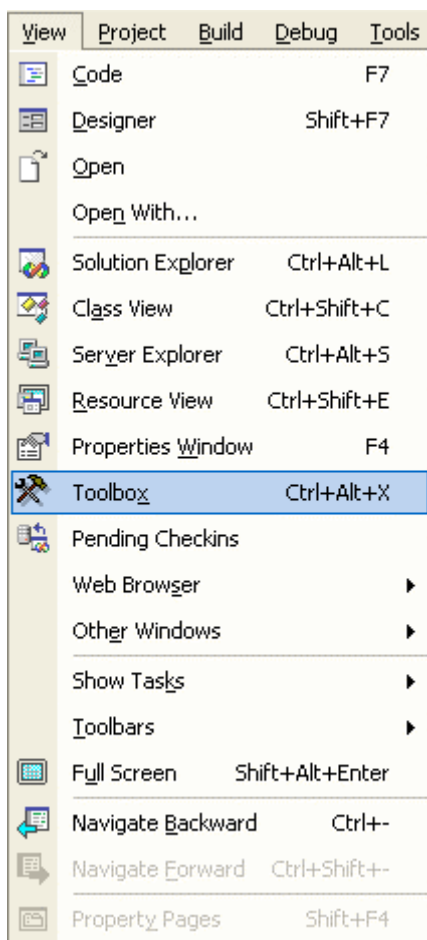 View Project Build Debug Tools
Code F7
Designer Shift+F7
Open
Open With...
Solution Explorer Ctrl+Alt+L
Class View Ctrl+Shift+C
Server Explorer Ctrl+Alt+S
Resource View Ctrl+Shift+E
Properties Window F4
Toolbox Ctrl+Alt+X
Pending Checkins
Web Browser
Other Windows
Show Tasks
Toolbars
Full Screen Shift+Alt+Enter
Navigate Backward Ctrl+-
Navigate Forward Ctrl+Shift+-
Property Pages Shift+F4